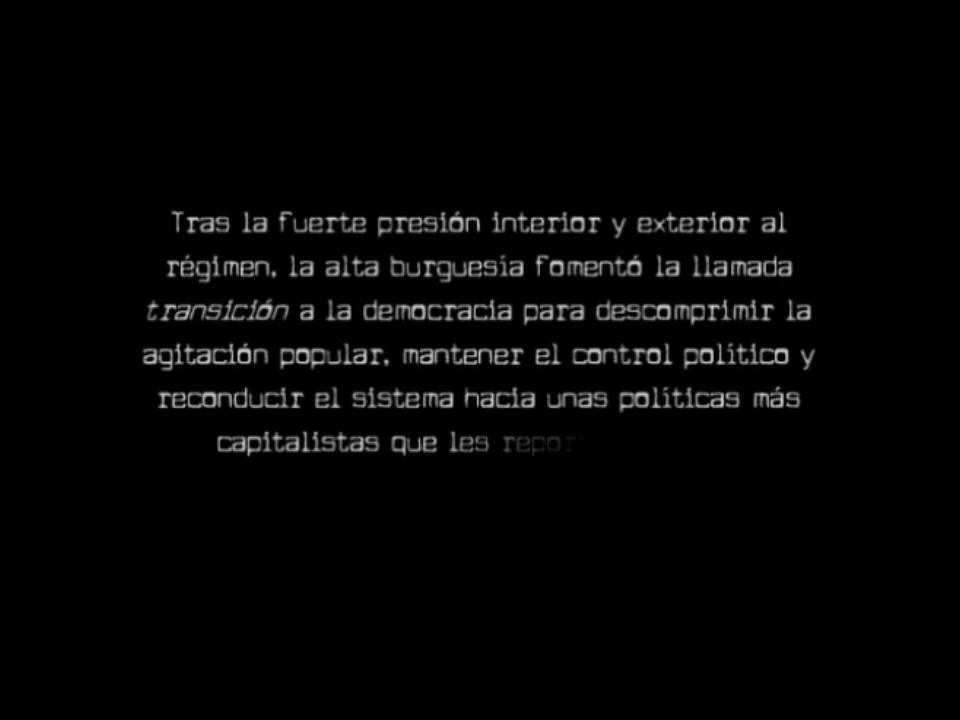 Tras la fuerte presión interior y exterior al
régimen, la alta burguesía fomentó la llamada
transición a la democracia para descomprimir la
agitación popular, mantener el control político y
reconducir el sistema hacia unas políticas más
capitalistas que les